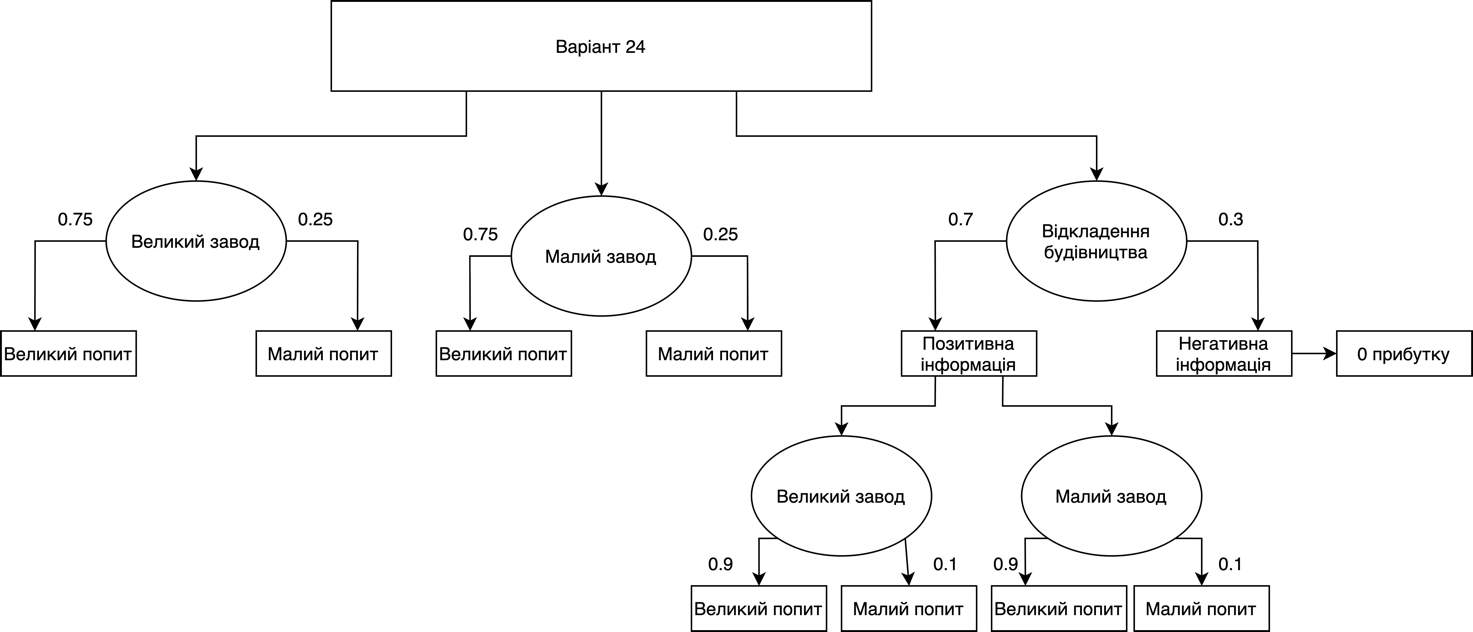 Варіант 24
0.75
Великий завод
0.25
Великий попит
Малий попит
0.75
Малий завод
0.25
Великий попит
Малий попит
0.7
Відкладення
будівництва
0.3
Позитивна
інформація
Негативна
інформація
0 прибутку
Великий завод
0.9
0.1
Великий попит
Малий попит
Малий завод
0.9
0.1
Великий попит
Малий попит